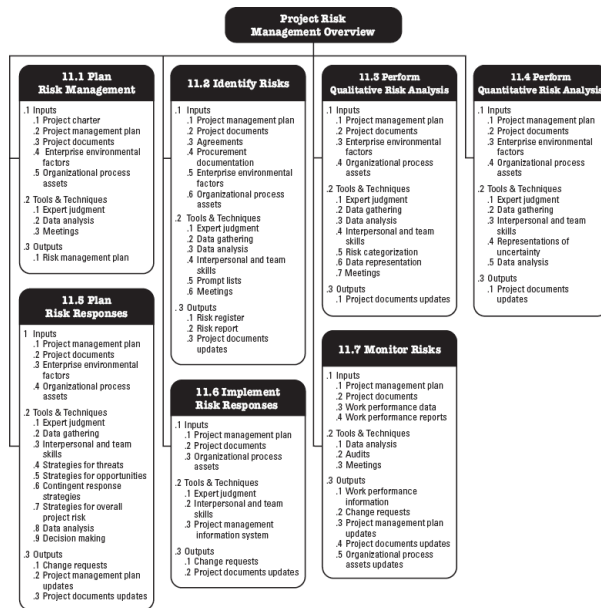 Project Risk
Management Overview
11.1 Plan
Risk Management
.1 Inputs
.1 Project charter
.2 Project management plan
.3 Project documents
.4 Enterprise environmental
factors
.5 Organizational process
assets
.2 Tools & Techniques
.1 Expert judgment
.2 Data analysis
.3 Meetings
.3 Outputs
.1 Risk management plan
11.2 Identify Risks
.1 Inputs
.1 Project management plan
.2 Project documents
.3 Agreements
.4 Procurement
documentation
.5 Enterprise environmental
factors
.6 Organizational process
assets
.2 Tools & Techniques
.1 Expert judgment
.2 Data gathering
.3 Data analysis
.4 Interpersonal and team
skills
.5 Prompt lists
.6 Meetings
.3 Outputs
.1 Risk register
.2 Risk report
.3 Project documents
updates
11.3 Perform
Qualitative Risk Analysis
.1 Inputs
.1 Project management plan
.2 Project documents
.3 Enterprise environmental
factors
.4 Organizational process
assets
.2 Tools & Techniques
.1 Expert judgment
.2 Data gathering
.3 Data analysis
.4 Interpersonal and team
skills
.5 Risk categorization
.6 Data representation
.7 Meetings
.3 Outputs
.1 Project documents updates
11.4 Perform
Quantitative Risk Analysis
.1 Inputs
.1 Project management plan
.2 Project documents
.3 Enterprise environmental
factors
.4 Organizational process
assets
.2 Tools & Techniques
.1 Expert judgment
.2 Data gathering
.3 Interpersonal and team
skills
.4 Representations of
uncertainty
.5 Data analysis
.3 Outputs
.1 Project documents
updates
11.5 Plan
Risk Responses
1 Inputs
.1 Project management plan
.2 Project documents
.3 Enterprise environmental
factors
.4 Organizational process
assets
.2 Tools & Techniques
.1 Expert judgment
.2 Data gathering
.3 Interpersonal and team
skills
.4 Strategies for threats
.5 Strategies for opportunities
.6 Contingent response
strategies
.7 Strategies for overall
project risk
.8 Data analysis
.9 Decision making
.3 Outputs
.1 Change requests
.2 Project management plan
updates
.3 Project documents updates
11.6 Implement
Risk Responses
.1 Inputs
.1 Project management plan
.2 Project documents
.3 Organizational process
assets
.2 Tools & Techniques
.1 Expert judgment
.2 Interpersonal and team
skills
.3 Project management
information system
.3 Outputs
.1 Change requests
.2 Project documents updates
11.7 Monitor Risks
.1 Inputs
.1 Project management plan
.2 Project documents
.3 Work performance data
.4 Work performance reports
.2 Tools & Techniques
.1 Data analysis
.2 Audits
.3 Meetings
.3 Outputs
.1 Work performance
information
.2 Change requests
.3 Project management plan
updates
.4 Project documents updates
.5 Organizational process
assets updates